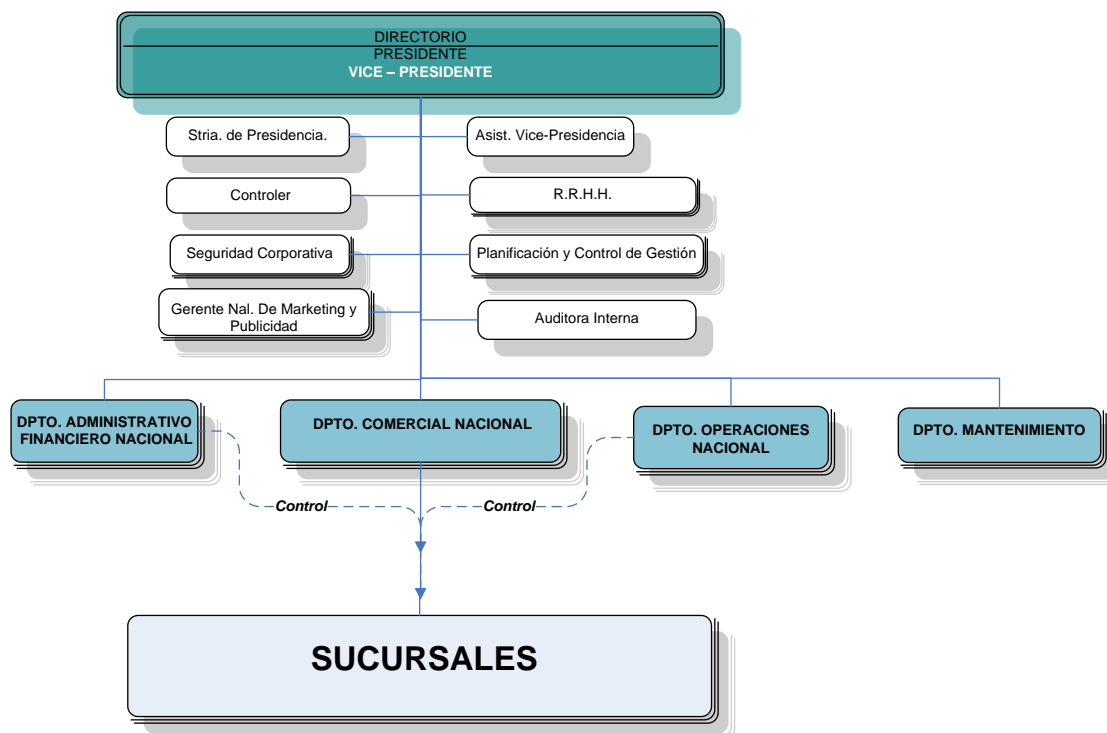 DIRECTORIO
PRESIDENTE
VICE – PRESIDENTE
Stria. de Presidencia.
Asist. Vice-Presidencia
Controler
R.R.H.H.
Seguridad Corporativa
Planificación y Control de Gestión
Gerente Nal. De Marketing y
Publicidad
Auditora Interna
DPTO. ADMINISTRATIVO
FINANCIERO NACIONAL
DPTO. COMERCIAL NACIONAL
DPTO. OPERACIONES
NACIONAL
DPTO. MANTENIMIENTO
Control
Control
SUCURSALES